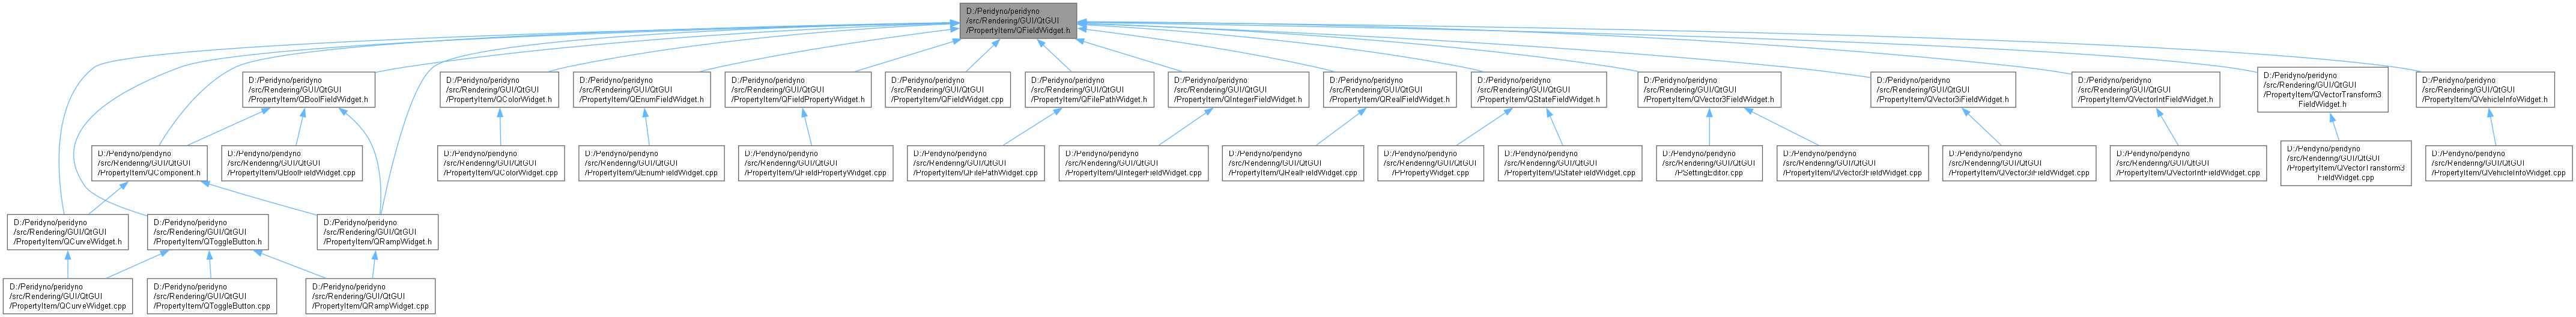 D:/Peridyno/peridyno
/src/Rendering/GUI/QtGUI
/PropertyItem/QFieldWidget.h
D:/Peridyno/peridyno
/src/Rendering/GUI/QtGUI
/PropertyItem/QBoolFieldWidget.h
D:/Peridyno/peridyno
/src/Rendering/GUI/QtGUI
/PropertyItem/QColorWidget.h
D:/Peridyno/peridyno
/src/Rendering/GUI/QtGUI
/PropertyItem/QEnumFieldWidget.h
D:/Peridyno/peridyno
/src/Rendering/GUI/QtGUI
/PropertyItem/QFieldPropertyWidget.h
D:/Peridyno/peridyno
/src/Rendering/GUI/QtGUI
/PropertyItem/QFieldWidget.cpp
D:/Peridyno/peridyno
/src/Rendering/GUI/QtGUI
/PropertyItem/QFilePathWidget.h
D:/Peridyno/peridyno
/src/Rendering/GUI/QtGUI
/PropertyItem/QIntegerFieldWidget.h
D:/Peridyno/peridyno
/src/Rendering/GUI/QtGUI
/PropertyItem/QRealFieldWidget.h
D:/Peridyno/peridyno
/src/Rendering/GUI/QtGUI
/PropertyItem/QStateFieldWidget.h
D:/Peridyno/peridyno
/src/Rendering/GUI/QtGUI
/PropertyItem/QVector3FieldWidget.h
D:/Peridyno/peridyno
/src/Rendering/GUI/QtGUI
/PropertyItem/QVector3iFieldWidget.h
D:/Peridyno/peridyno
/src/Rendering/GUI/QtGUI
/PropertyItem/QVectorIntFieldWidget.h
D:/Peridyno/peridyno
/src/Rendering/GUI/QtGUI
/PropertyItem/QVectorTransform3
FieldWidget.h
D:/Peridyno/peridyno
/src/Rendering/GUI/QtGUI
/PropertyItem/QVehicleInfoWidget.h
D:/Peridyno/peridyno
/src/Rendering/GUI/QtGUI
/PropertyItem/QComponent.h
D:/Peridyno/peridyno
/src/Rendering/GUI/QtGUI
/PropertyItem/QBoolFieldWidget.cpp
D:/Peridyno/peridyno
/src/Rendering/GUI/QtGUI
/PropertyItem/QColorWidget.cpp
D:/Peridyno/peridyno
/src/Rendering/GUI/QtGUI
/PropertyItem/QEnumFieldWidget.cpp
D:/Peridyno/peridyno
/src/Rendering/GUI/QtGUI
/PropertyItem/QFieldPropertyWidget.cpp
D:/Peridyno/peridyno
/src/Rendering/GUI/QtGUI
/PropertyItem/QFilePathWidget.cpp
D:/Peridyno/peridyno
/src/Rendering/GUI/QtGUI
/PropertyItem/QIntegerFieldWidget.cpp
D:/Peridyno/peridyno
/src/Rendering/GUI/QtGUI
/PropertyItem/QRealFieldWidget.cpp
D:/Peridyno/peridyno
/src/Rendering/GUI/QtGUI
/PPropertyWidget.cpp
D:/Peridyno/peridyno
/src/Rendering/GUI/QtGUI
/PropertyItem/QStateFieldWidget.cpp
D:/Peridyno/peridyno
/src/Rendering/GUI/QtGUI
/PSettingEditor.cpp
D:/Peridyno/peridyno
/src/Rendering/GUI/QtGUI
/PropertyItem/QVector3FieldWidget.cpp
D:/Peridyno/peridyno
/src/Rendering/GUI/QtGUI
/PropertyItem/QVector3iFieldWidget.cpp
D:/Peridyno/peridyno
/src/Rendering/GUI/QtGUI
/PropertyItem/QVectorIntFieldWidget.cpp
D:/Peridyno/peridyno
/src/Rendering/GUI/QtGUI
/PropertyItem/QVectorTransform3
FieldWidget.cpp
D:/Peridyno/peridyno
/src/Rendering/GUI/QtGUI
/PropertyItem/QVehicleInfoWidget.cpp
D:/Peridyno/peridyno
/src/Rendering/GUI/QtGUI
/PropertyItem/QCurveWidget.h
D:/Peridyno/peridyno
/src/Rendering/GUI/QtGUI
/PropertyItem/QToggleButton.h
D:/Peridyno/peridyno
/src/Rendering/GUI/QtGUI
/PropertyItem/QRampWidget.h
D:/Peridyno/peridyno
/src/Rendering/GUI/QtGUI
/PropertyItem/QCurveWidget.cpp
D:/Peridyno/peridyno
/src/Rendering/GUI/QtGUI
/PropertyItem/QToggleButton.cpp
D:/Peridyno/peridyno
/src/Rendering/GUI/QtGUI
/PropertyItem/QRampWidget.cpp